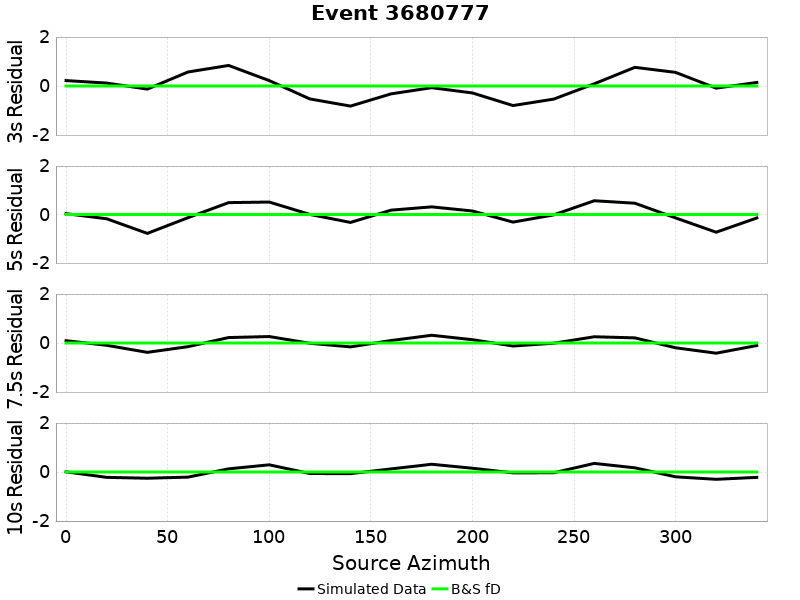 Event 3680777
3s Residual
2
0
-2
5s Residual
2
0
-2
7.5s Residual
2
0
-2
10s Residual
2
0
-2
0 50 100 150 200 250 300
Source Azimuth
Simulated Data B&S fD